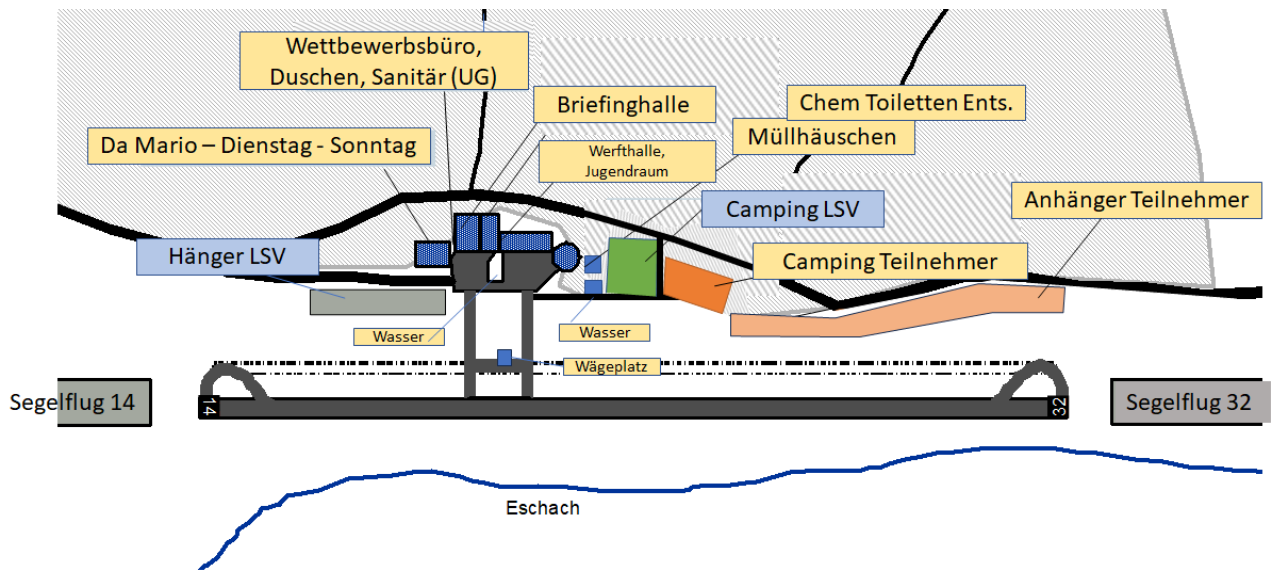 Wettbewerbsbüro,
Duschen, Sanitär (UG)
Briefinghalle
Chem Toiletten Ents.
Müllhäuschen
Da Mario – Dienstag - Sonntag
Werfthalle,
Jugendraum
Anhänger Teilnehmer
Camping LSV
Hänger LSV
Camping Teilnehmer
Wasser
Wasser
Wägeplatz
Segelflug 14
14
32
Segelflug 32
Eschach